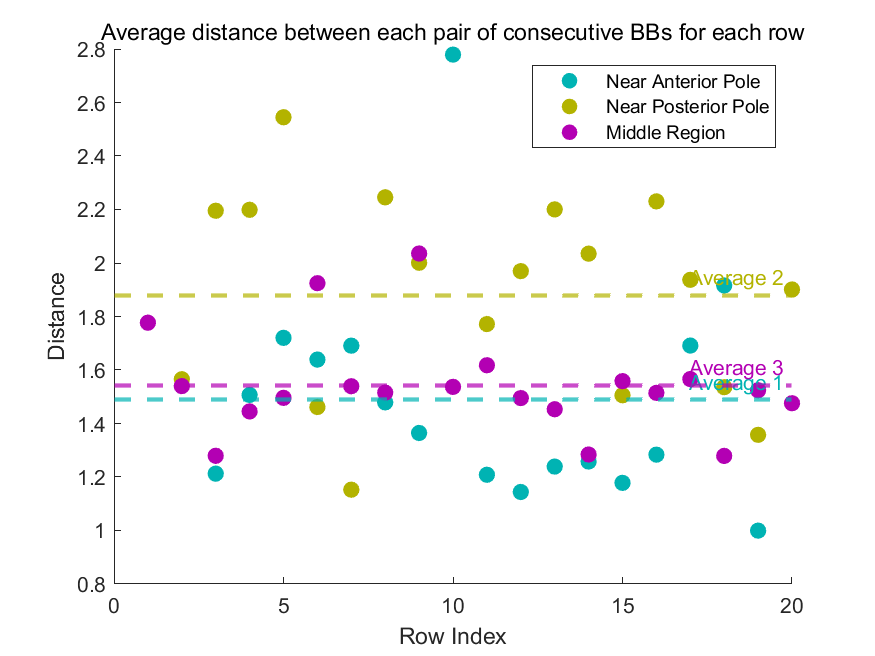 Average distance between each pair of consecutive BBs for each row
2.8
2.6
2.4
2.2
2
1.8
1.6
1.4
1.2
1
0.8
Distance
Near Anterior Pole
Near Posterior Pole
Middle Region
Average 2
Average 3
Average 1
0
5
10
15
20
Row Index